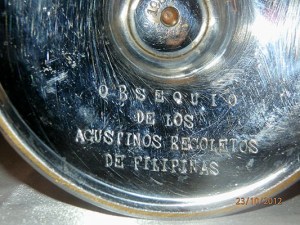 OBSEQUIO
DE LOS
AGUSTINOS RECOLETOS
DE FILIPINAS
23/10/2012